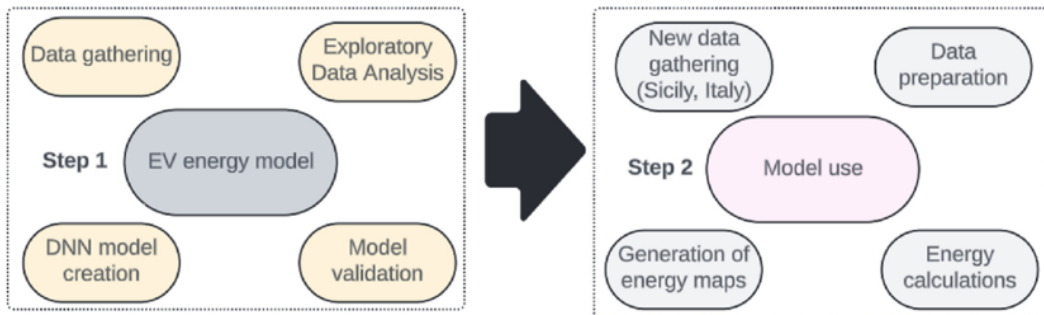 Data gathering
Exploratory
Data Analysis
Step 1
EV energy model
DNN model
creation
Model
validation
New data
gathering
(Sicily, Italy)
Data
preparation
Step 2
Model use
Generation of
energy maps
Energy
calculations